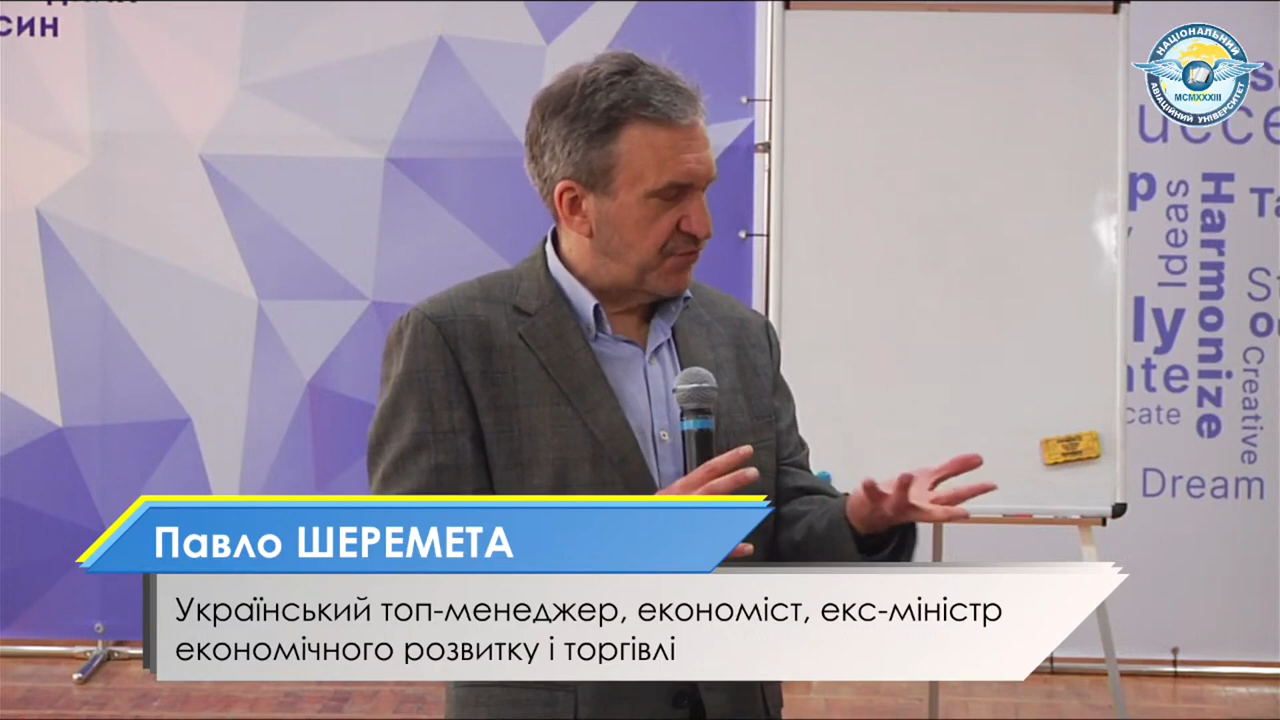 син
НАЦІОНАЛЬНИЙ
MCMXXXIII
АВІАЦІЙНИЙ УНІВЕРСИТЕТ
Ideas
Harmonize
Creative
Dream
Павло ШЕРЕМЕТА
Український топ-менеджер, економіст, екс-міністр
економічного розвитку і торгівлі